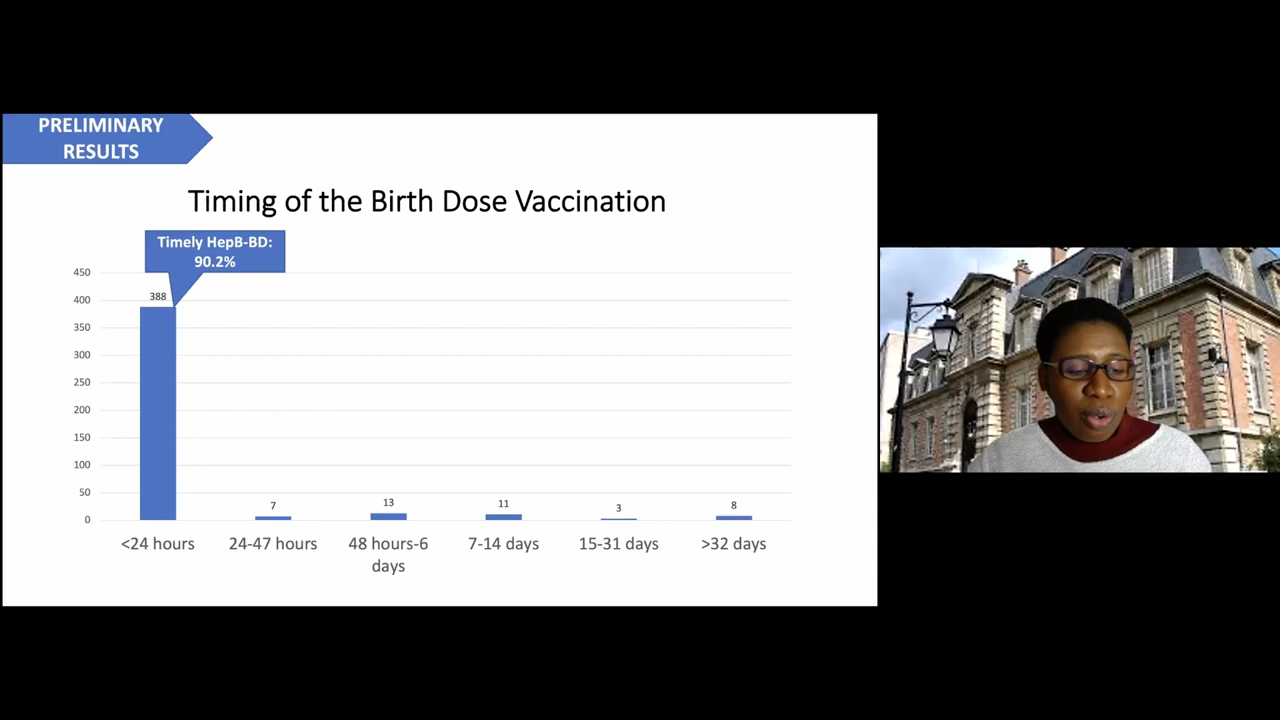 PRELIMINARY
RESULTS
Timing of the Birth Dose Vaccination
Timely HepB-BD:
90.2%
450
400
350
300
250
200
150
100
50
0
388
7
13
11
3
8
<24 hours
24-47 hours
48 hours-6
days
7-14 days
15-31 days
>32 days